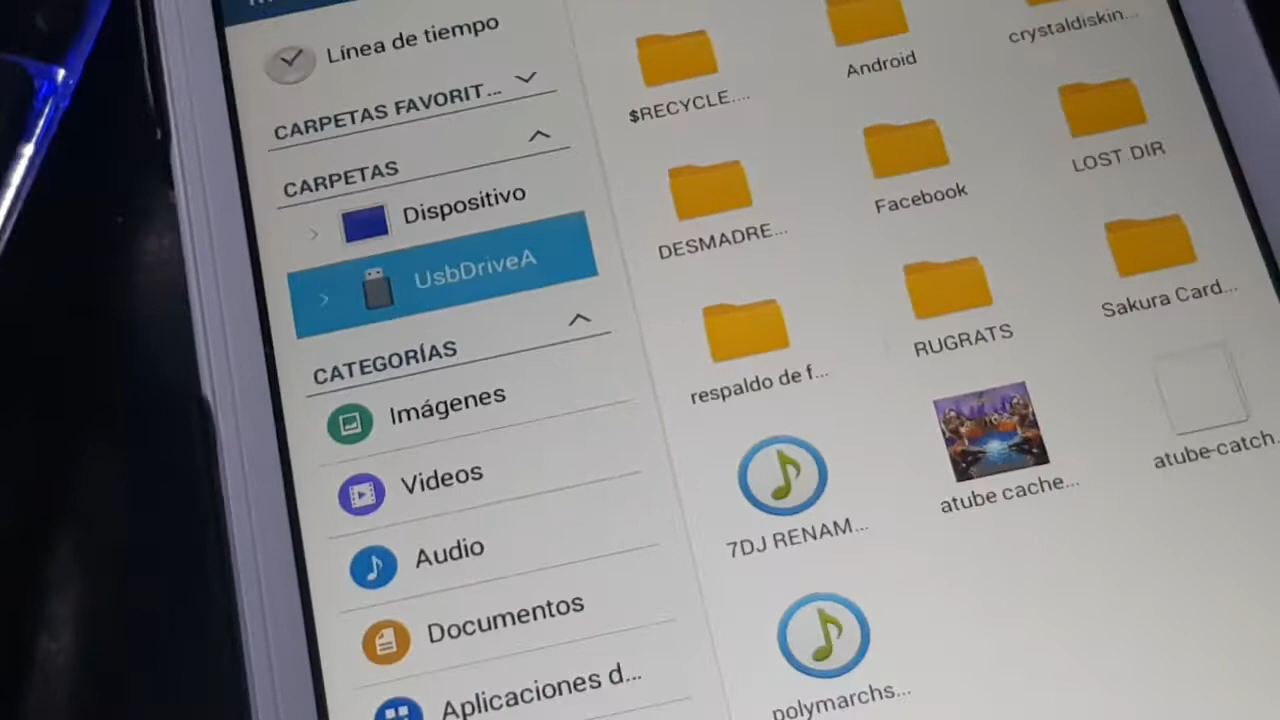 Línea de tiempo
CARPETAS FAVORIT...
CARPETAS
Dispositivo
UsbDriveA
CATEGORÍAS
Imágenes
Videos
Audio
Documentos
Aplicaciones d...
$RECYCLE....
Android
crystaldiskin...
DESMADRE...
Facebook
LOST.DIR
respaldo de f...
RUGRATS
Sakura Card...
7DJ RENAM...
atube cache...
atube-catch.
polymarchs...